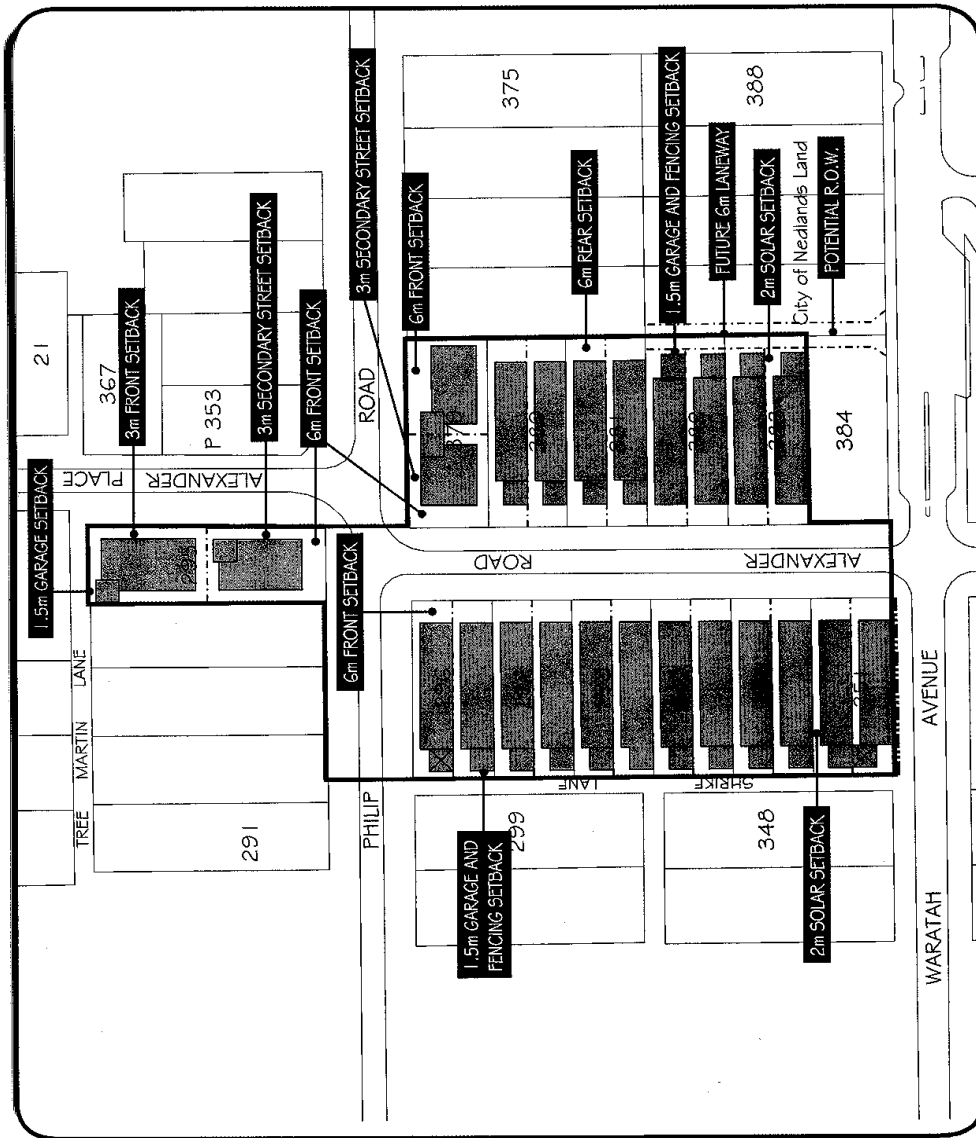 375
388
21
367
P 353
3m FRONT SETBACK
3m SECONDARY STREET SETBACK
6m FRONT SETBACK
3m SECONDARY STREET SETBACK
6m FRONT SETBACK
6m REAR SETBACK
1.5m GARAGE AND FENCING SETBACK
FUTURE 6m LANEWAY
2m SOLAR SETBACK
City of Nedlands Land
POTENTIAL R.O.W.
ROAD
384
PLACE
ALEXANDER
1.5m GARAGE SETBACK
6m FRONT SETBACK
ROAD
ALEXANDER
TREE MARTIN LANE
291
PHILIP
LANE
SHRIKE
299
348
1.5m GARAGE AND
FENCING SETBACK
2m SOLAR SETBACK
WARATAH AVENUE